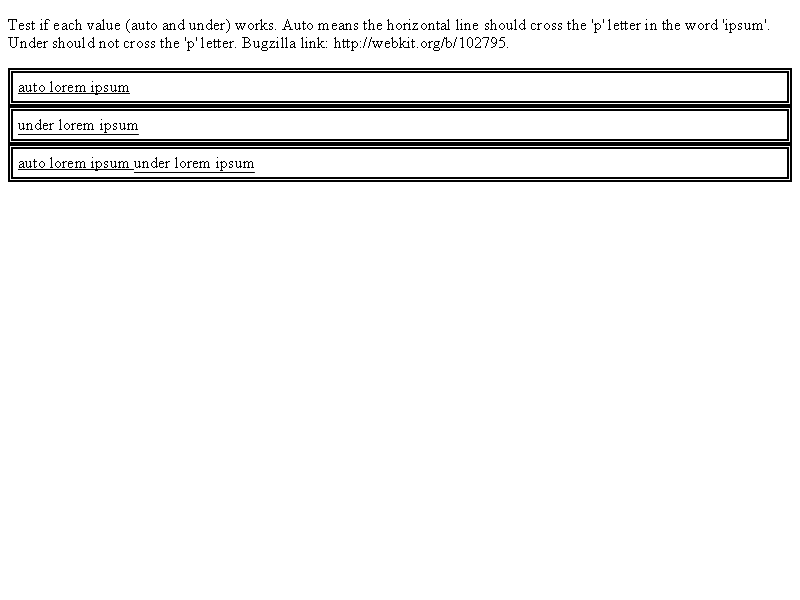 Test if each value (auto and under) works. Auto means the horizontal line should cross the 'p' letter in the word 'ipsum'.
Under should not cross the 'p' letter. Bugzilla link: http://webkit.org/b/102795.
auto lorem ipsum
under lorem ipsum
auto lorem ipsum under lorem ipsum